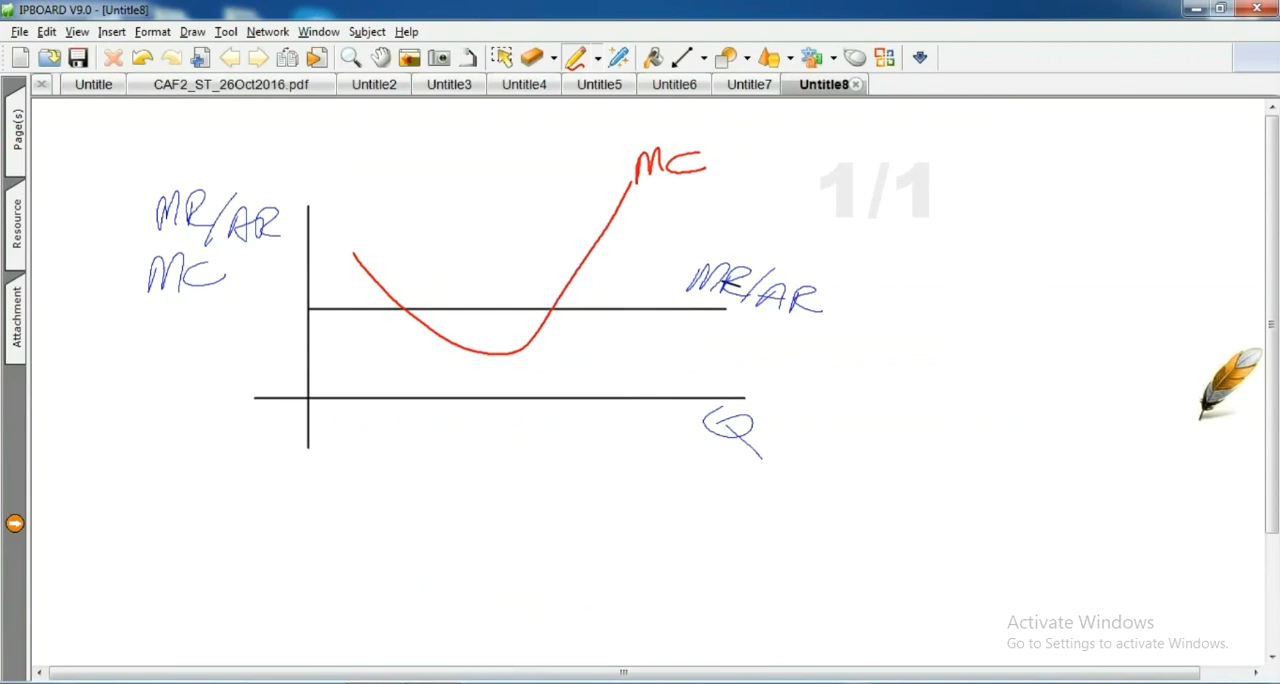 IPBOARD V9.0 - [Untitle8]
File Edit View Insert Format Draw Tool Network Window Subject Help
Untitle CAF2_ST_26Oct2016.pdf Untitle2 Untitle3 Untitle4 Untitle5 Untitle6 Untitle7 Untitle8
Page(s)
Resource
Attachment
1/1
MC
MR/AR
MC
MR/AR
Q
Activate Windows
Go to Settings to activate Windows.